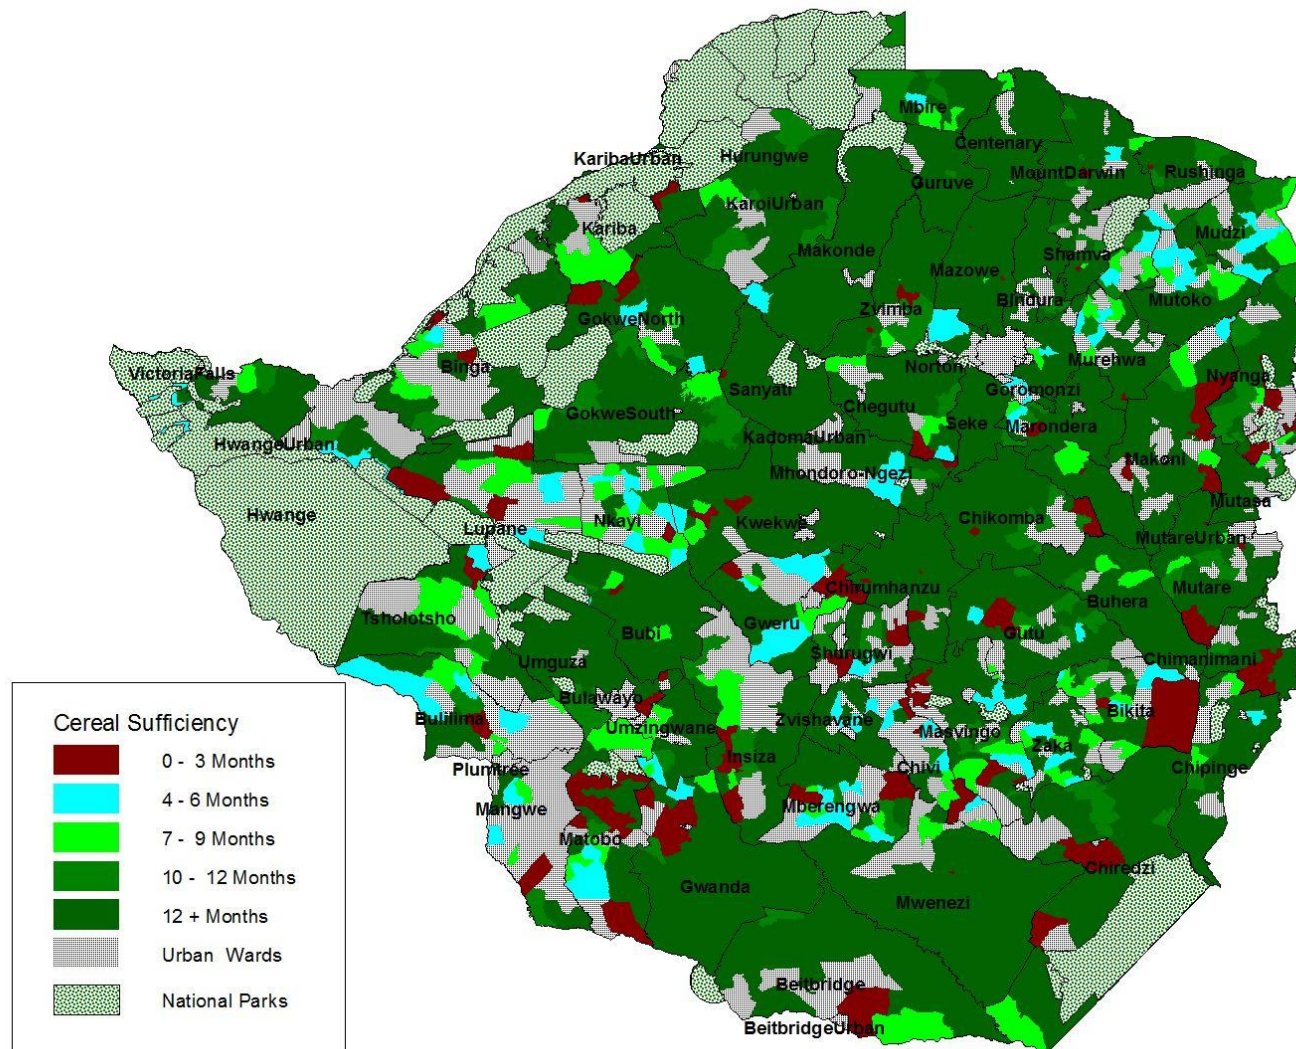 Mbire
Centenary
KaribaUrban
Hurungwe
MountDarwin
Rushinga
Guruve
KaroiUrban
Kariba
Mudzi
Makonde
Shamva
Mazowe
Bindura
Mutoko
Zvimba
GokweNorth
Murehwa
Norton
Binga
VictoriaFalls
Nyanga
Goromonzi
Sanyati
Chegutu
GokweSouth
Seke
Marondera
KadomaUrban
HwangeUrban
Makoni
Mhondoro-Ngezi
Mutasa
Hwange
Nkayi
Kwekwe
Chikomba
Lupane
MutareUrban
Chirumhanzu
Mutare
Buhera
Tsholotsho
Gweru
Bubi
Gutu
Shurugwi
Umguza
Chimanimani
Bulawayo
Bikita
Bulilima
Zvishavane
Umzingwane
Masvingo
Zaka
Insiza
Plumtree
Chivi
Chipinge
Mangwe
Mberengwa
Matobo
Chiredzi
Gwanda
Mwenezi
Beitbridge
BeitbridgeUrban
Cereal Sufficiency
0 - 3 Months
4 - 6 Months
7 - 9 Months
10 - 12 Months
12 + Months
Urban Wards
National Parks